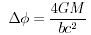 Δϕ = 4GM / bc²